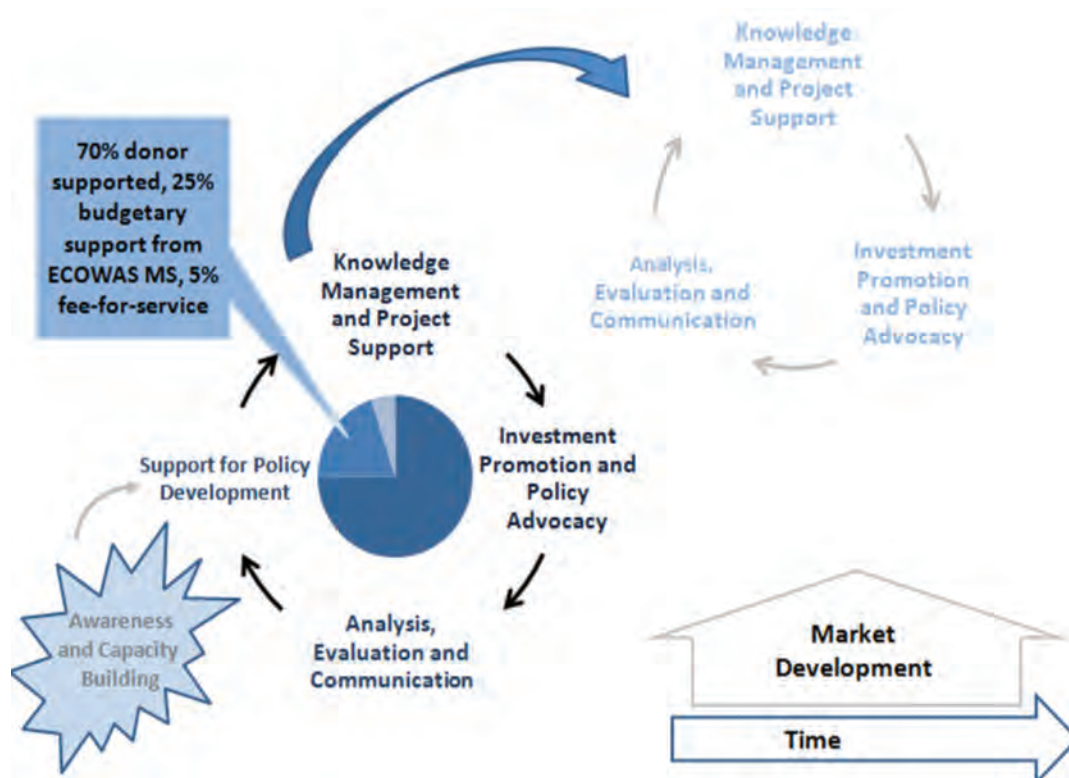 Knowledge
Management
and Project
Support
70% donor
supported, 25%
budgetary
support from
ECOWAS MS, 5%
fee-for-service
Knowledge
Management
and Project
Support
Analysis,
Evaluation and
Communication
Investment
Promotion
and Policy
Advocacy
Support for Policy
Development
Investment
Promotion and
Policy
Advocacy
Awareness
and Capacity
Building
Analysis,
Evaluation and
Communication
Market
Development
Time